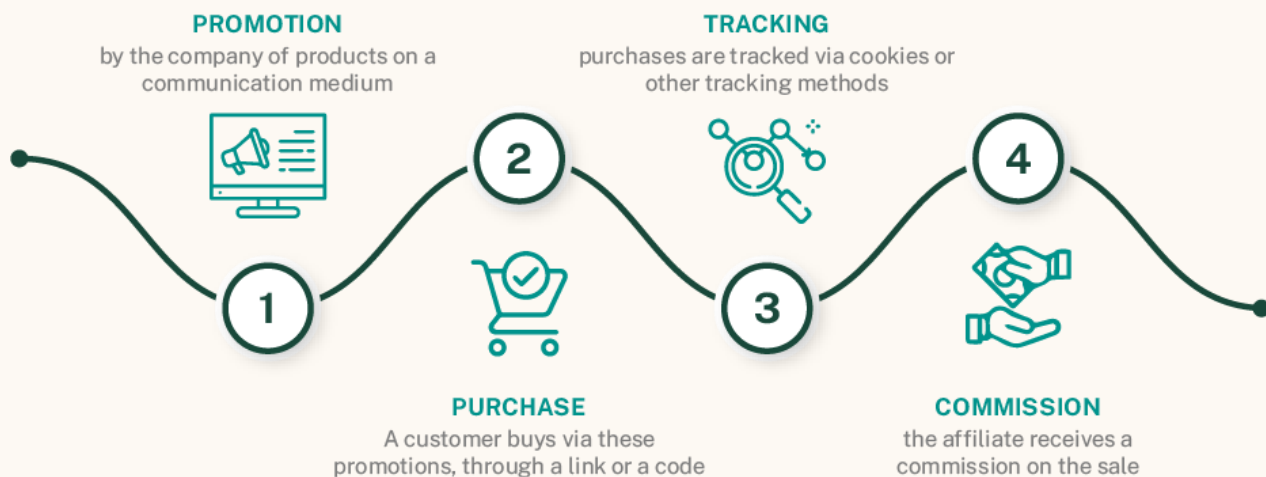 PROMOTION
by the company of products on a
communication medium
1
2
PURCHASE
A customer buys via these
promotions, through a link or a code
TRACKING
purchases are tracked via cookies or
other tracking methods
3
4
COMMISSION
the affiliate receives a
commission on the sale